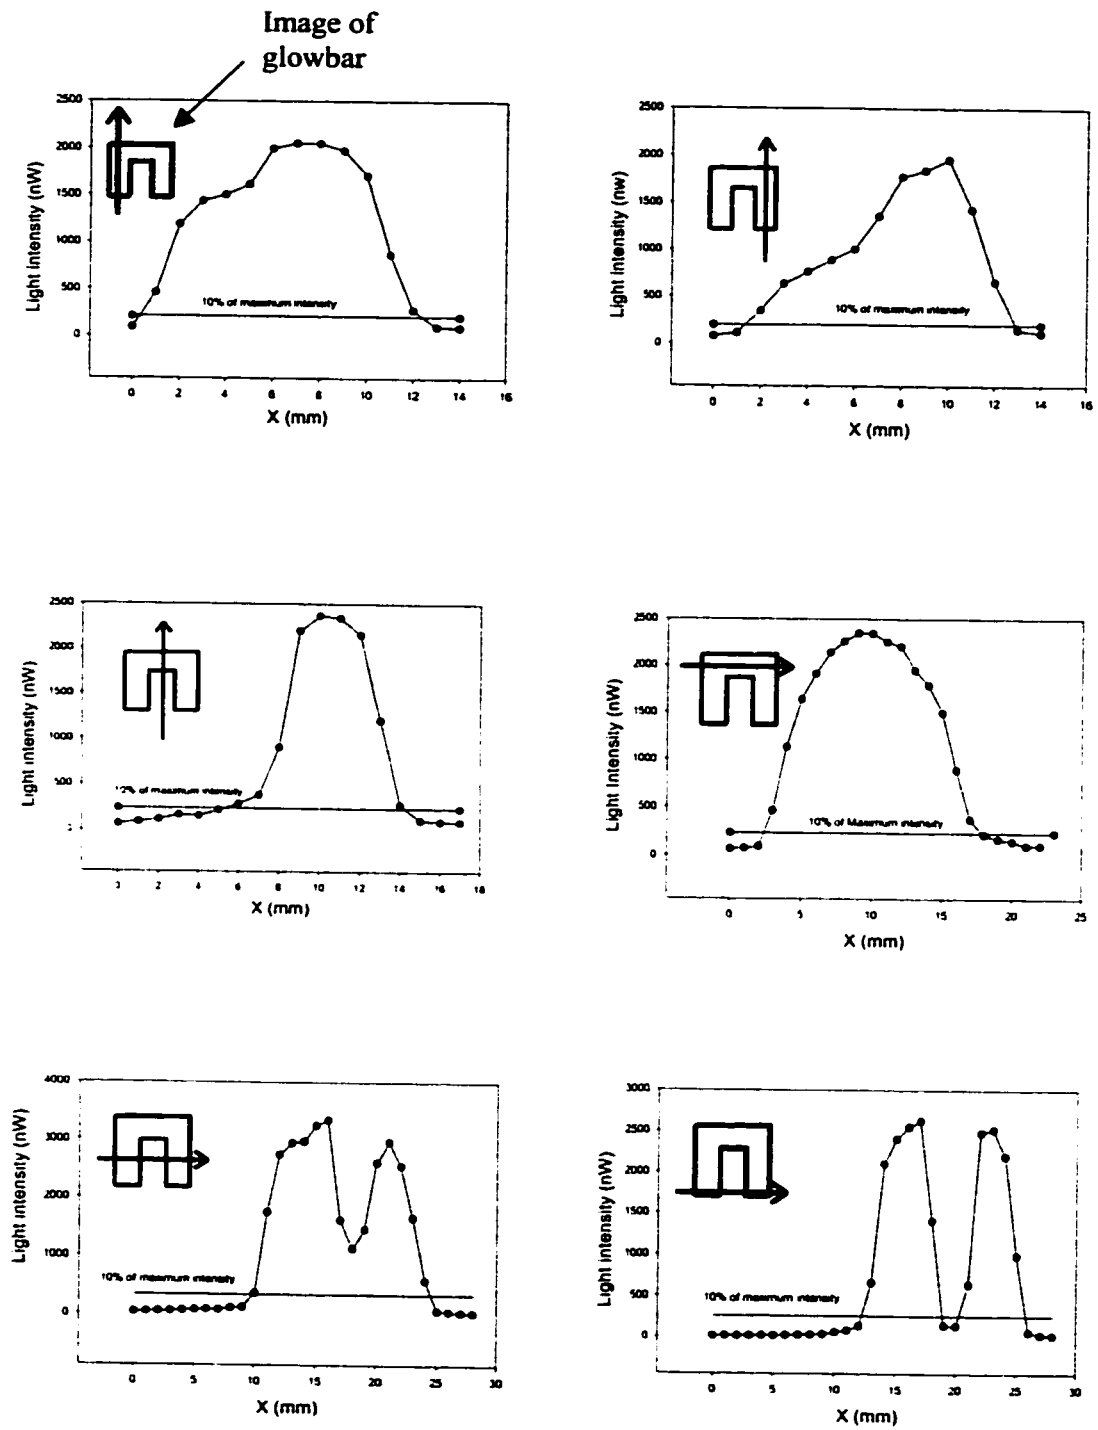 Image of
glowbar
2500
2000
1500
1000
500
0
Light intensity (nW)
10% of maximum intensity
0 2 4 6 8 10 12 14 16
X (mm)
2500
2000
1500
1000
500
0
Light intensity (nw)
10% of maximum intensity
0 2 4 6 8 10 12 14 16
X (mm)
2500
2000
1500
1000
500
Light intensity (nW)
10% of maximum intensity
2 4 6 8 10 12 14 16 18
X (mm)
2500
2000
1500
1000
500
0
Light Intensity (nW)
10% of Maximum intensity
0 5 10 15 20 25
X (mm)
4000
3000
2000
1000
0
Light intensity (nW)
10% of maximum intensity
0 5 10 15 20 25 30
X (mm)
3000
2500
2000
1500
1000
500
0
Light intensity (nW)
10% of maximum intensity
0 5 10 15 20 25 30
X (mm)